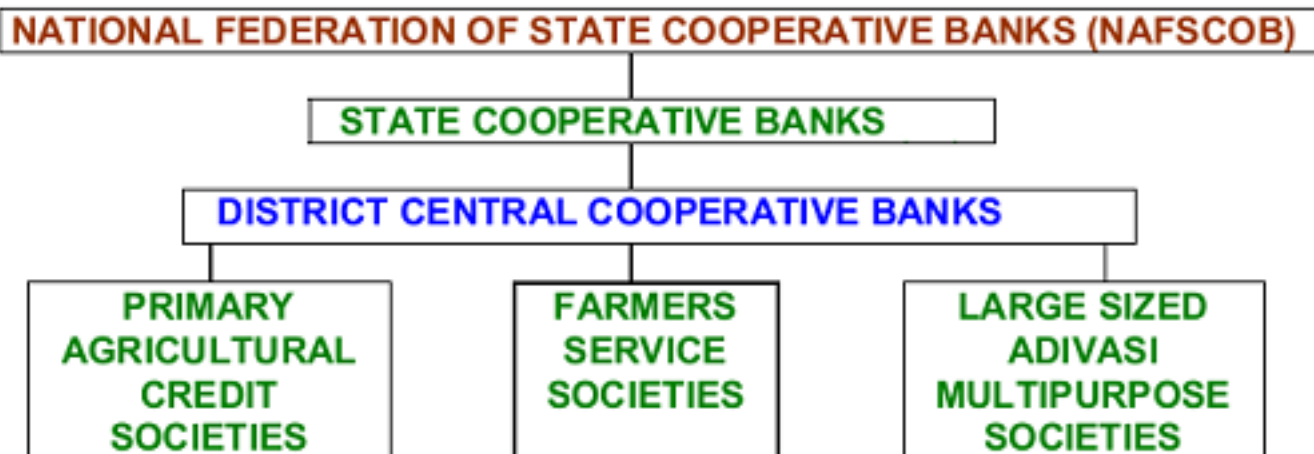 NATIONAL FEDERATION OF STATE COOPERATIVE BANKS (NAFSCOB)
STATE COOPERATIVE BANKS
DISTRICT CENTRAL COOPERATIVE BANKS
PRIMARY
AGRICULTURAL
CREDIT
SOCIETIES
FARMERS
SERVICE
SOCIETIES
LARGE SIZED
ADIVASI
MULTIPURPOSE
SOCIETIES